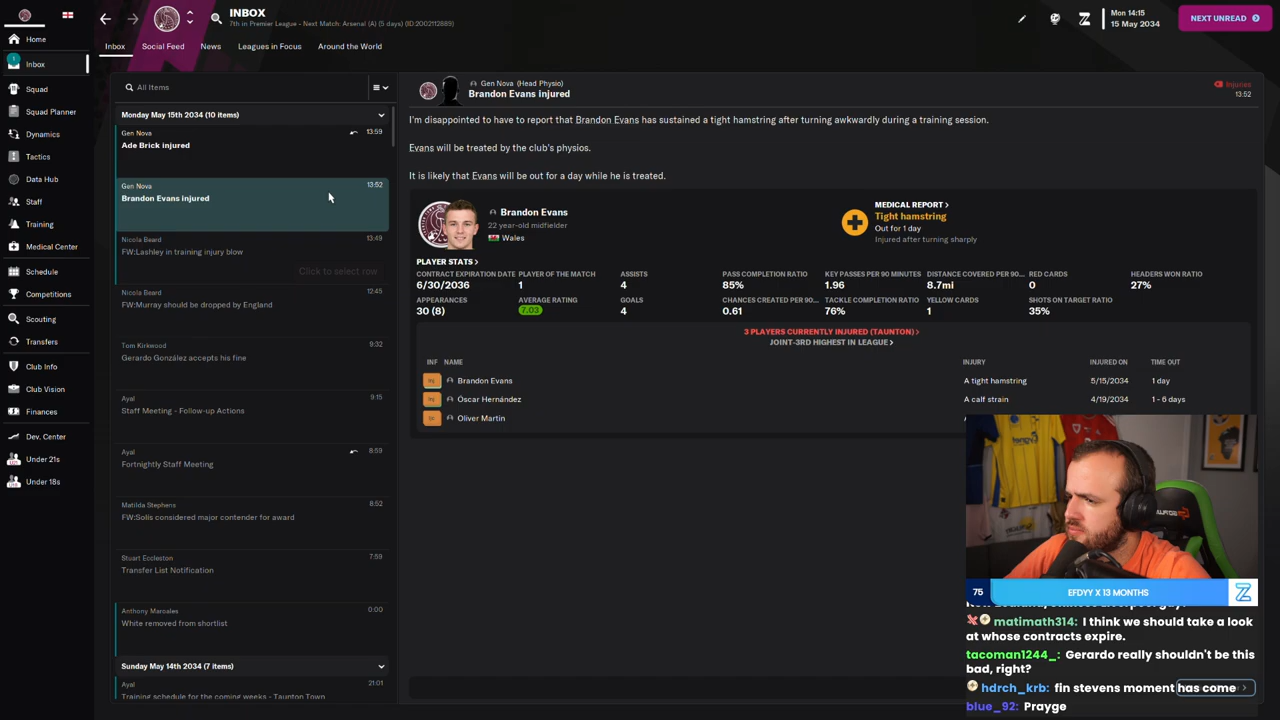 INBOX
7th in Premier League - Next Match: Arsenal (A) (5 days) (ID:2002112889)
Mon 14:15
15 May 2034
NEXT UNREAD
Inbox
Social Feed
News
Leagues in Focus
Around the World
Home
Inbox
Squad
Squad Planner
Dynamics
Tactics
Data Hub
Staff
Training
Medical Center
Schedule
Competitions
Scouting
Transfers
Club Info
Club Vision
Finances
Dev. Center
Under 21s
Under 18s
All Items
Monday May 15th 2034 (10 items)
Gen Nova 13:59
Ade Brick injured
Gen Nova 13:52
Brandon Evans injured
Nicola Beard 13:49
FW:Lashley in training injury blow
Click to select row
Nicola Beard 12:45
FW:Murray should be dropped by England
Tom Kirkwood 9:32
Gerardo González accepts his fine
Ayal 9:15
Staff Meeting - Follow-up Actions
Ayal 8:59
Fortnightly Staff Meeting
Matilda Stephens 8:52
FW:Solis considered major contender for award
Stuart Eccleston 7:59
Transfer List Notification
Anthony Maroales 0:00
White removed from shortlist
Sunday May 14th 2034 (7 items)
Ayal 21:01
Training schedule for the coming weeks - Taunton Town
Gen Nova (Head Physio)
Brandon Evans injured
Injuries
13:52
I'm disappointed to have to report that Brandon Evans has sustained a tight hamstring after turning awkwardly during a training session.
Evans will be treated by the club's physios.
It is likely that Evans will be out for a day while he is treated.
Brandon Evans
22 year-old midfielder
Wales
MEDICAL REPORT
Tight hamstring
Out for 1 day
Injured after turning sharply
PLAYER STATS
CONTRACT EXPIRATION DATE PLAYER OF THE MATCH ASSISTS PASS COMPLETION RATIO KEY PASSES PER 90 MINUTES DISTANCE COVERED PER 90... RED CARDS HEADERS WON RATIO
6/30/2036 1 4 85% 1.96 8.7mi 0 27%
APPEARANCES AVERAGE RATING GOALS CHANCES CREATED PER 90... TACKLE COMPLETION RATIO YELLOW CARDS SHOTS ON TARGET RATIO
30 (8) 7.03 4 0.61 76% 1 35%
3 PLAYERS CURRENTLY INJURED (TAUNTON)
JOINT-3RD HIGHEST IN LEAGUE
INF NAME INJURY INJURED ON TIME OUT
Brandon Evans A tight hamstring 5/15/2034 1 day
Óscar Hernández A calf strain 4/19/2034 1 - 6 days
Oliver Martin
75 EFDYY X 13 MONTHS
matimath314: I think we should take a look
at whose contracts expire.
tacoman1244_: Gerardo really shouldn't be this
bad, right?
hdrch_krb: fin stevens moment has come
blue_92: Prayge